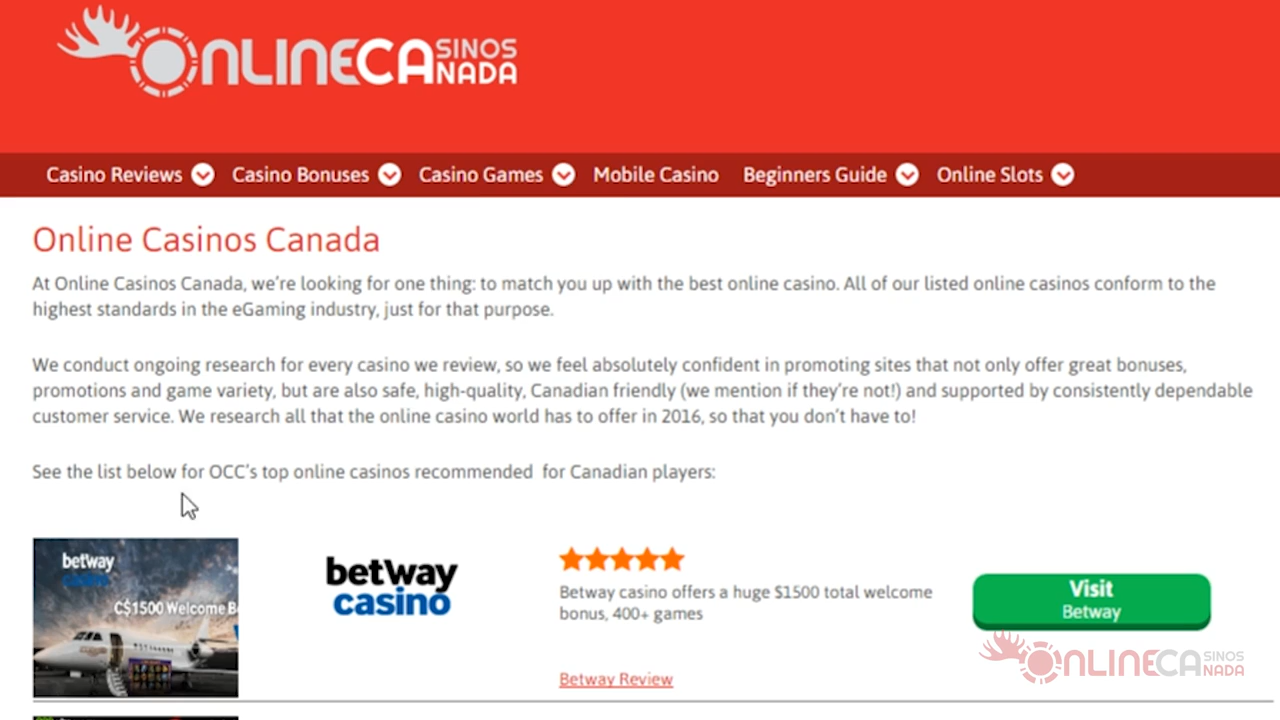 ONLINECASINOS
CANADA
Casino Reviews Casino Bonuses Casino Games Mobile Casino Beginners Guide Online Slots
Online Casinos Canada
At Online Casinos Canada, we're looking for one thing: to match you up with the best online casino. All of our listed online casinos conform to the
highest standards in the eGaming industry, just for that purpose.
We conduct ongoing research for every casino we review, so we feel absolutely confident in promoting sites that not only offer great bonuses,
promotions and game variety, but are also safe, high-quality, Canadian friendly (we mention if they're not!) and supported by consistently dependable
customer service. We research all that the online casino world has to offer in 2016, so that you don't have to!
See the list below for OCC's top online casinos recommended for Canadian players:
betway
casino
C$1500 Welcome B
betway
casino
Betway casino offers a huge $1500 total welcome
bonus, 400+ games
Betway Review
Visit
Betway
ONLINECASINOS
CANADA